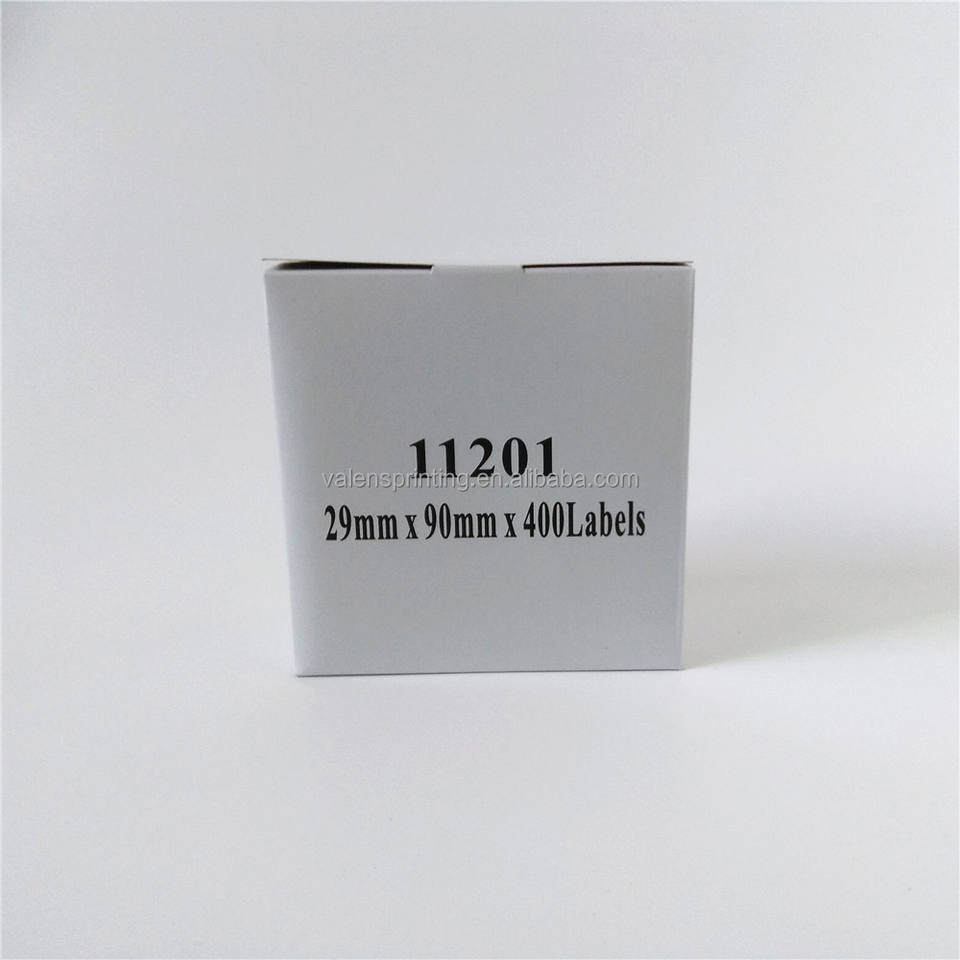 11201
valensprinting.en.alibaba.com
29mm x 90mm x 400Labels